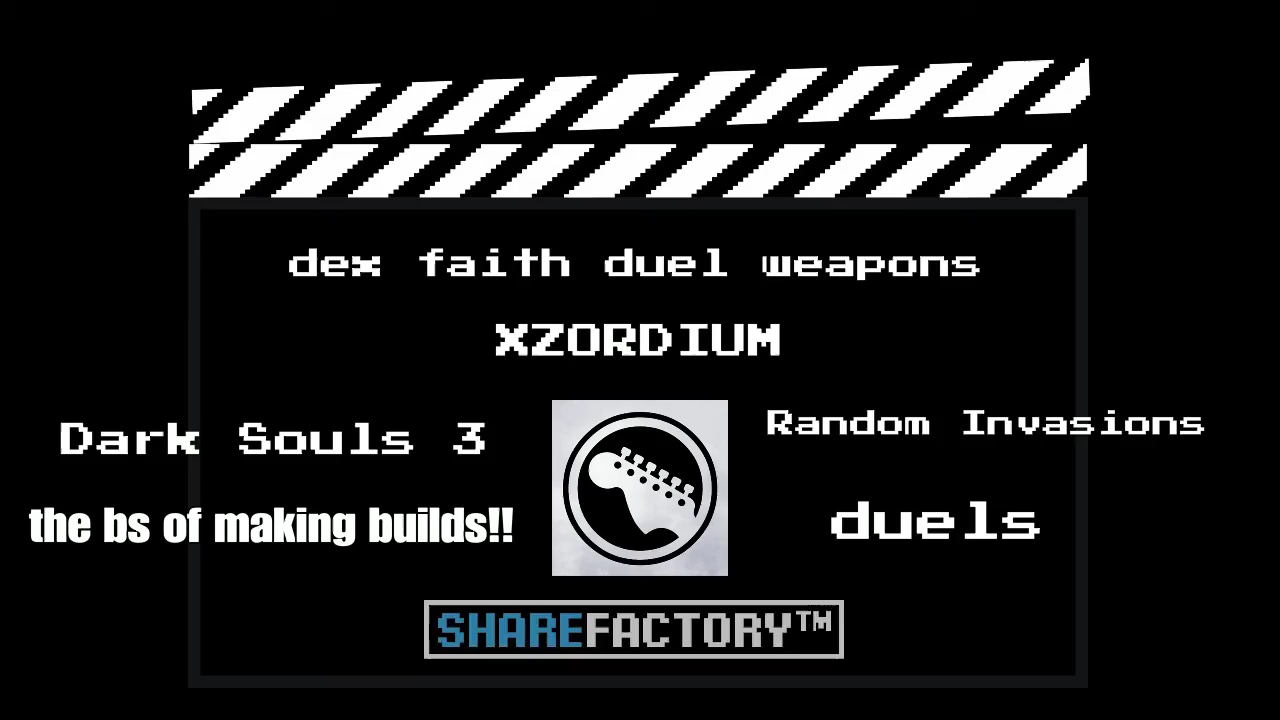 dex faith duel weapons
XZORDIUM
Dark Souls 3
Random Invasions
the bs of making builds!!
duels
SHAREFACTORY™